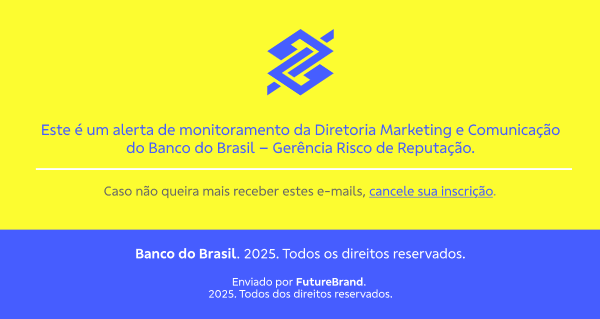 Este é um alerta de monitoramento da Diretoria Marketing e Comunicação
do Banco do Brasil – Gerência Risco de Reputação.
Caso não queira mais receber estes e-mails, cancele sua inscrição.
Banco do Brasil. 2025. Todos os direitos reservados.
Enviado por FutureBrand.
2025. Todos dos direitos reservados.